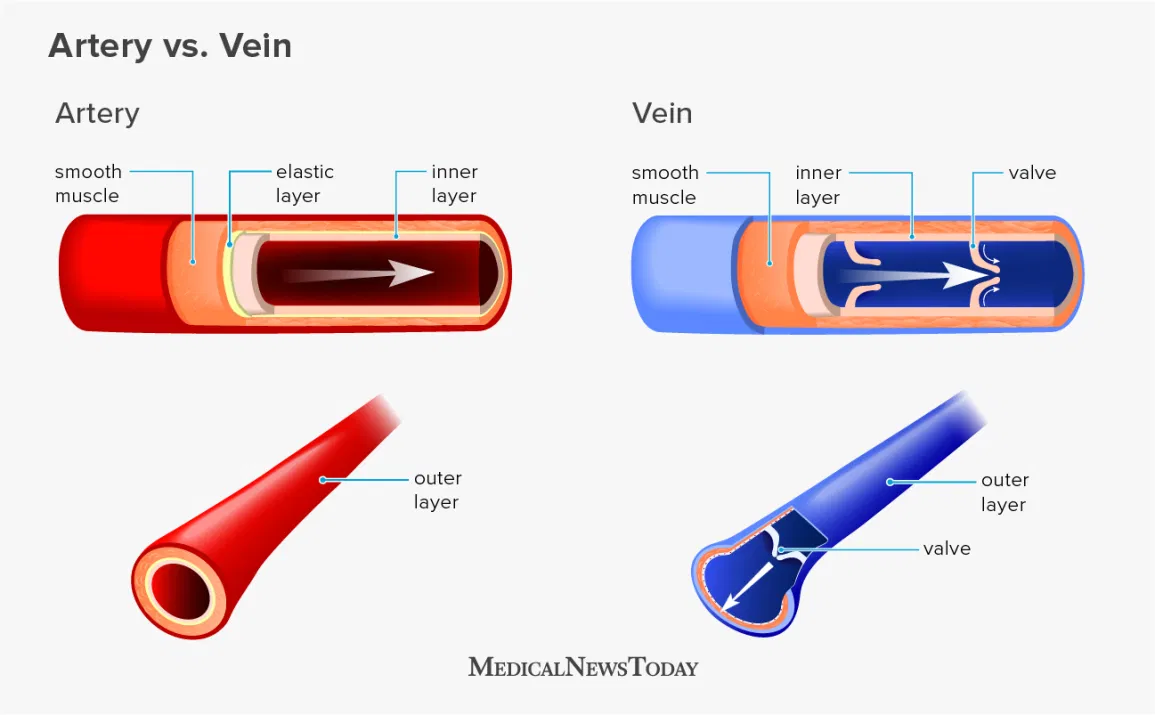 Artery vs. Vein
Artery
smooth
muscle
elastic
layer
inner
layer
outer
layer
Vein
smooth
muscle
inner
layer
valve
outer
layer
valve
MEDICALNEWSTODAY